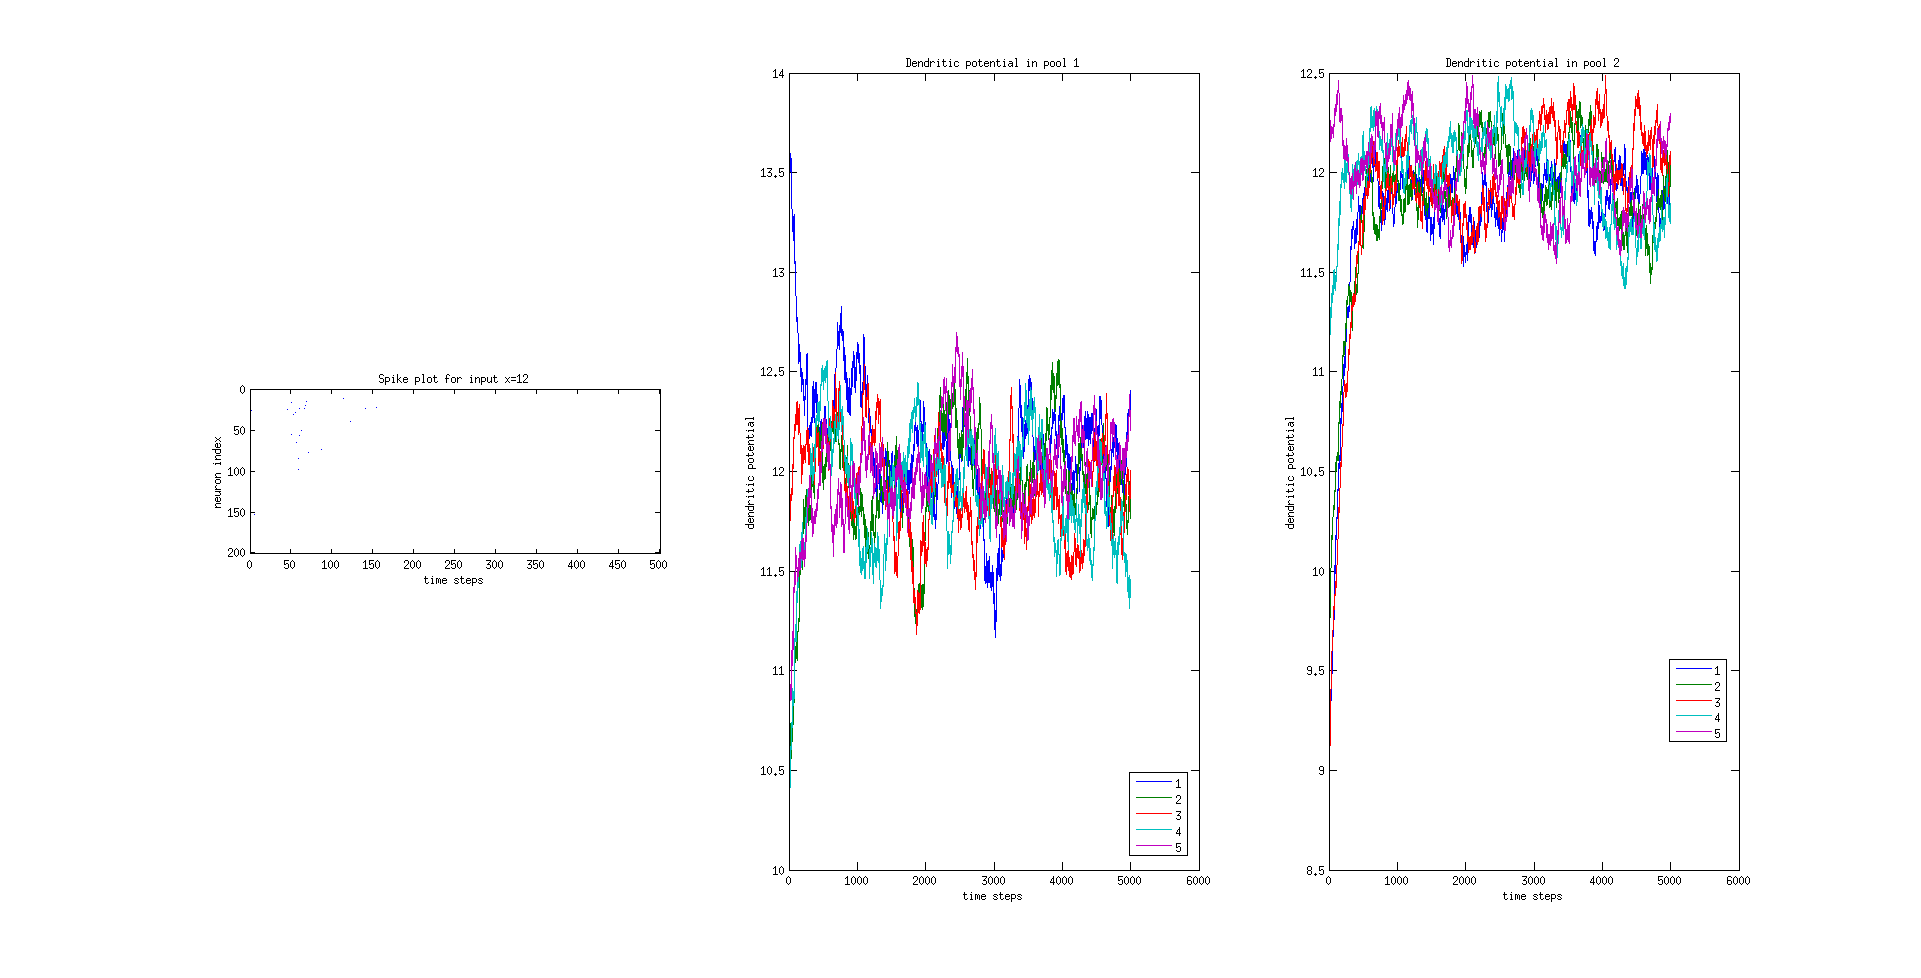 Spike plot for input x=12
neuron index
0
50
100
150
200
0 50 100 150 200 250 300 350 400 450 500
time steps
Dendritic potential in pool 1
dendritic potential
14
13.5
13
12.5
12
11.5
11
10.5
10
0 1000 2000 3000 4000 5000 6000
time steps
1
2
3
4
5
Dendritic potential in pool 2
dendritic potential
12.5
12
11.5
11
10.5
10
9.5
9
8.5
0 1000 2000 3000 4000 5000 6000
time steps
1
2
3
4
5